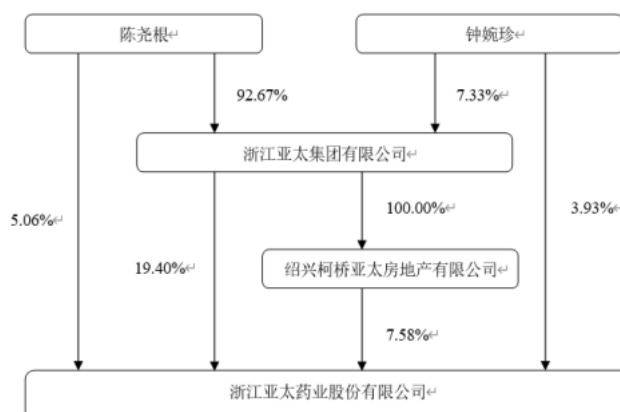 陈尧根↵
钟婉珍↵
92.67%
7.33%↵
浙江亚太集团有限公司↵
5.06%↵
19.40%↵
100.00%↵
3.93%↵
绍兴柯桥亚太房地产有限公司↵
7.58%↵
浙江亚太药业股份有限公司↵